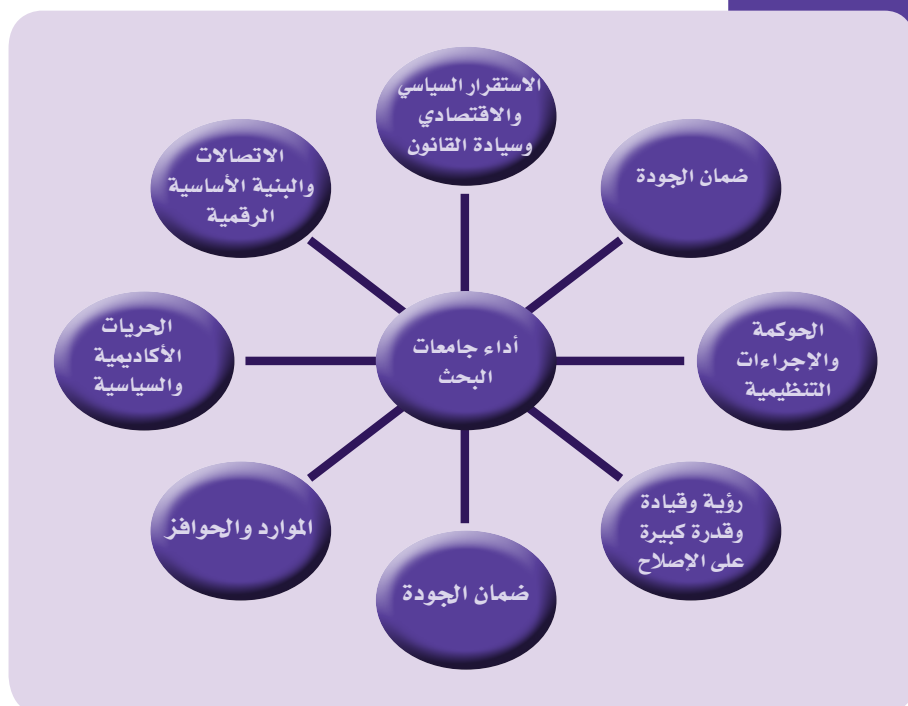 الاستقرار السياسي
والاقتصادي
وسيادة القانون
ضمان الجودة
الاتصالات
والبنية الأساسية
الرقمية
الحوكمة
والإجراءات
التنظيمية
أداء جامعات
البحث
الحريات
الأكاديمية
والسياسية
رؤية وقيادة
وقدرة كبيرة
على الإصلاح
الموارد والحوافز
ضمان الجودة